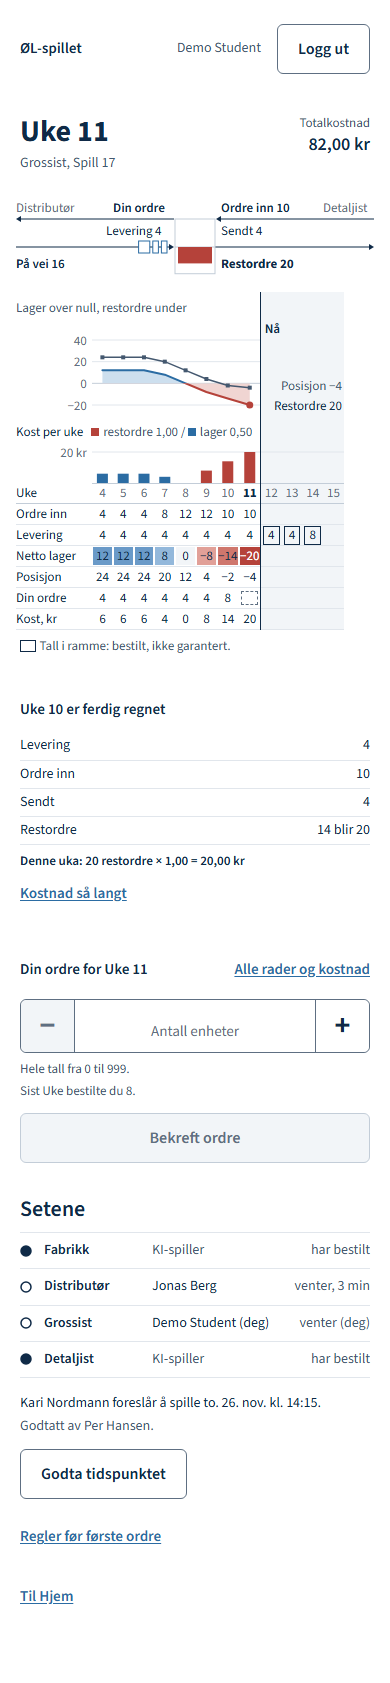 ØL-spillet Demo Student Logg ut
Uke 11 Totalkostnad
82,00 kr
Grossist, Spill 17
Distributør Din ordre Ordre inn 10 Detaljist
Levering 4 Sendt 4
På vei 16 Restordre 20
Lager over null, restordre under
Nå
40
20
0 Posisjon −4
−20 Restordre 20
Kost per uke restordre 1,00 / lager 0,50
20 kr
Uke 4 5 6 7 8 9 10 11 12 13 14 15
Ordre inn 4 4 4 8 12 12 10 10
Levering 4 4 4 4 4 4 4 4 4 4 8
Netto lager 12 12 12 8 0 −8 −14 −20
Posisjon 24 24 24 20 12 4 −2 −4
Din ordre 4 4 4 4 4 4 8
Kost, kr 6 6 6 4 0 8 14 20
Tall i ramme: bestilt, ikke garantert.
Uke 10 er ferdig regnet
Levering 4
Ordre inn 10
Sendt 4
Restordre 14 blir 20
Denne uka: 20 restordre × 1,00 = 20,00 kr
Kostnad så langt
Din ordre for Uke 11 Alle rader og kostnad
− Antall enheter +
Hele tall fra 0 til 999.
Sist Uke bestilte du 8.
Bekreft ordre
Setene
Fabrikk KI-spiller har bestilt
Distributør Jonas Berg venter, 3 min
Grossist Demo Student (deg) venter (deg)
Detaljist KI-spiller har bestilt
Kari Nordmann foreslår å spille to. 26. nov. kl. 14:15.
Godtatt av Per Hansen.
Godta tidspunktet
Regler før første ordre
Til Hjem